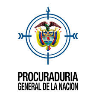 PROCURADURIA
GENERAL DE LA NACION